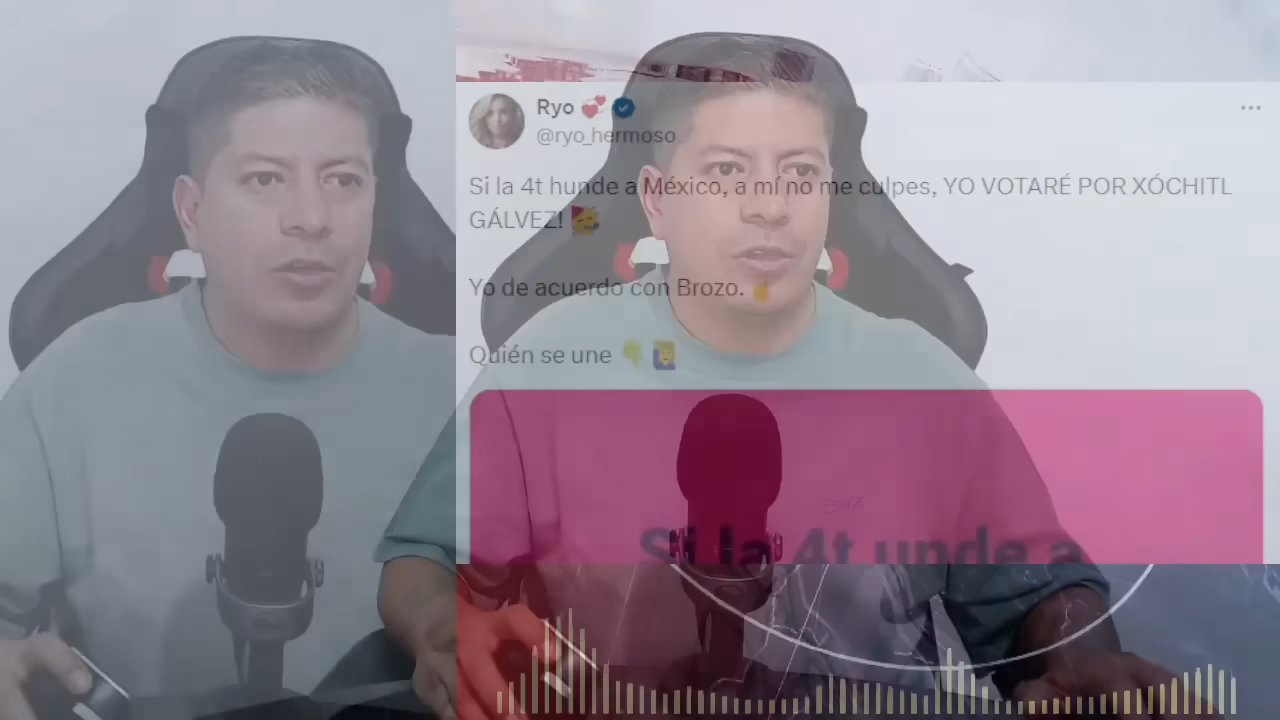 Ryo
@ryo_hermoso
Si la 4t hunde a México, a mí no me culpes, YO VOTARÉ POR XÓCHITL
GÁLVEZ!
Yo de acuerdo con Brozo.
Quién se une
Si la 4t unde a